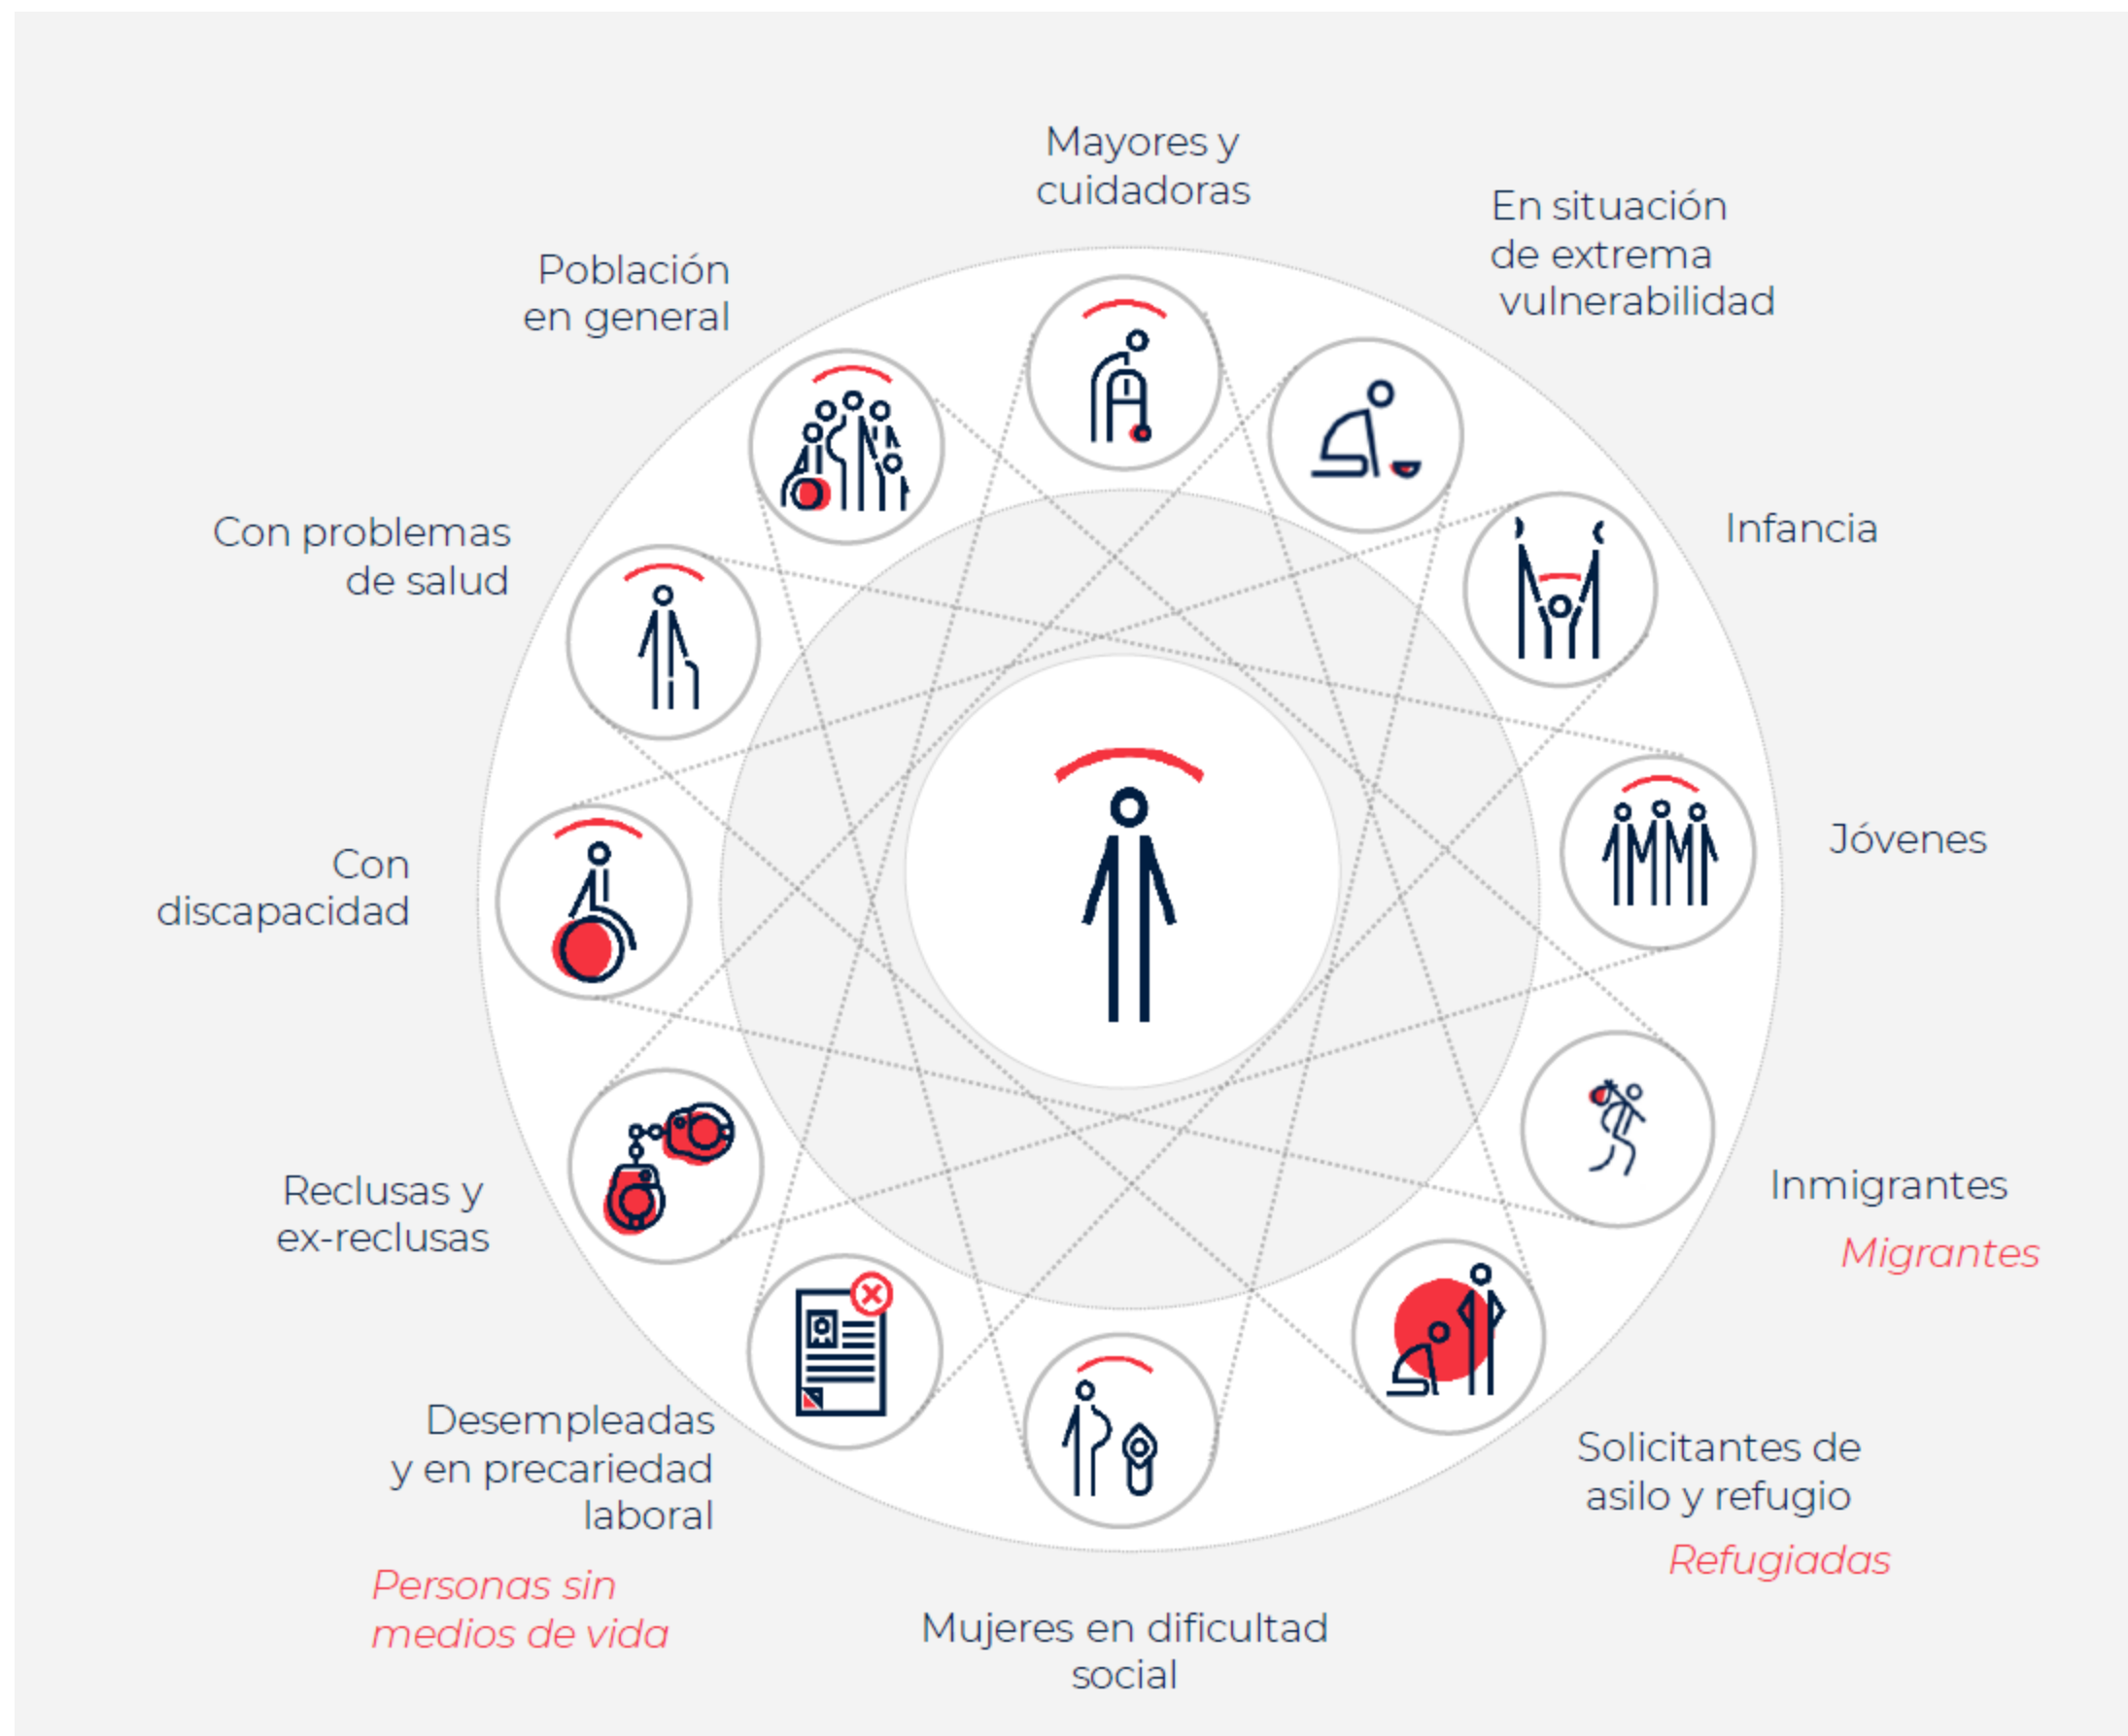 Mayores y
cuidadoras
En situación
de extrema
vulnerabilidad
Población
en general
Infancia
Con problemas
de salud
Jóvenes
Con
discapacidad
Inmigrantes
Migrantes
Reclusas y
ex-reclusas
Desempleadas
y en precariedad
laboral
Personas sin
medios de vida
Solicitantes de
asilo y refugio
Refugiadas
Mujeres en dificultad
social